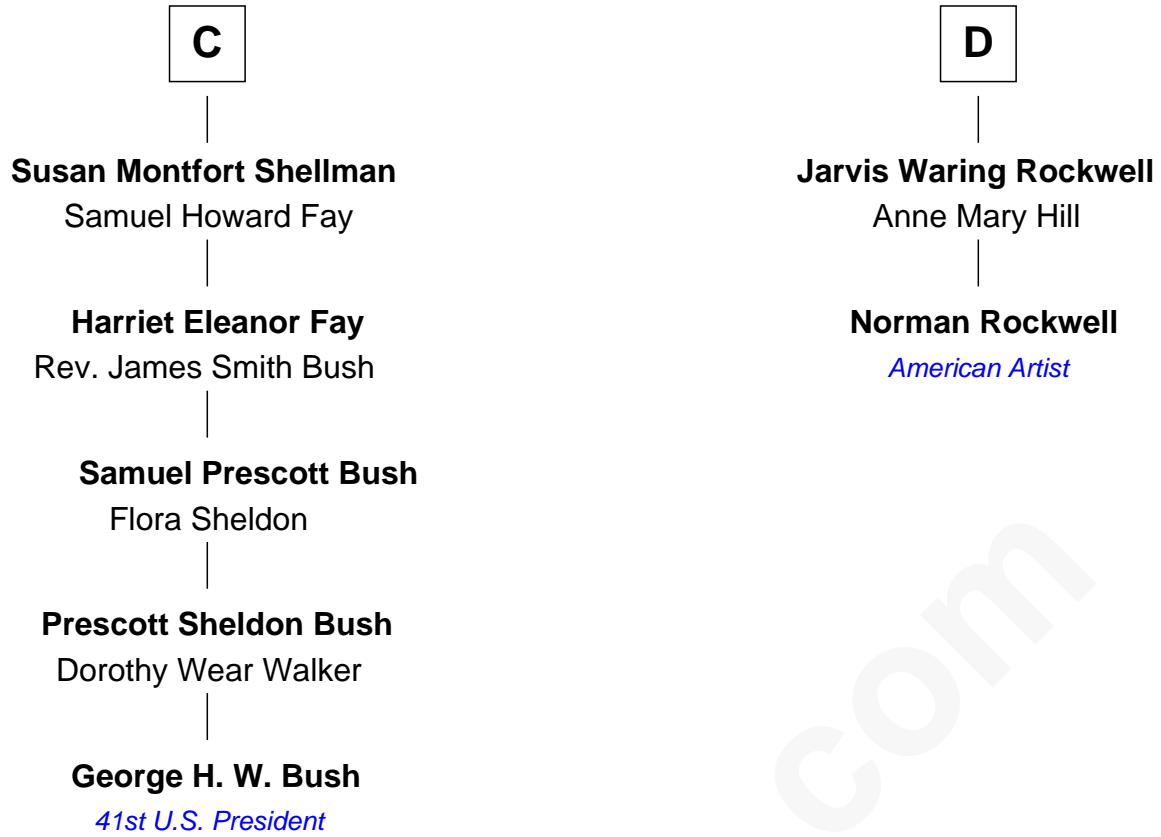 C
Susan Montfort Shellman
Samuel Howard Fay
Harriet Eleanor Fay
Rev. James Smith Bush
Samuel Prescott Bush
Flora Sheldon
Prescott Sheldon Bush
Dorothy Wear Walker
George H. W. Bush
41st U.S. President
D
Jarvis Waring Rockwell
Anne Mary Hill
Norman Rockwell
American Artist
com